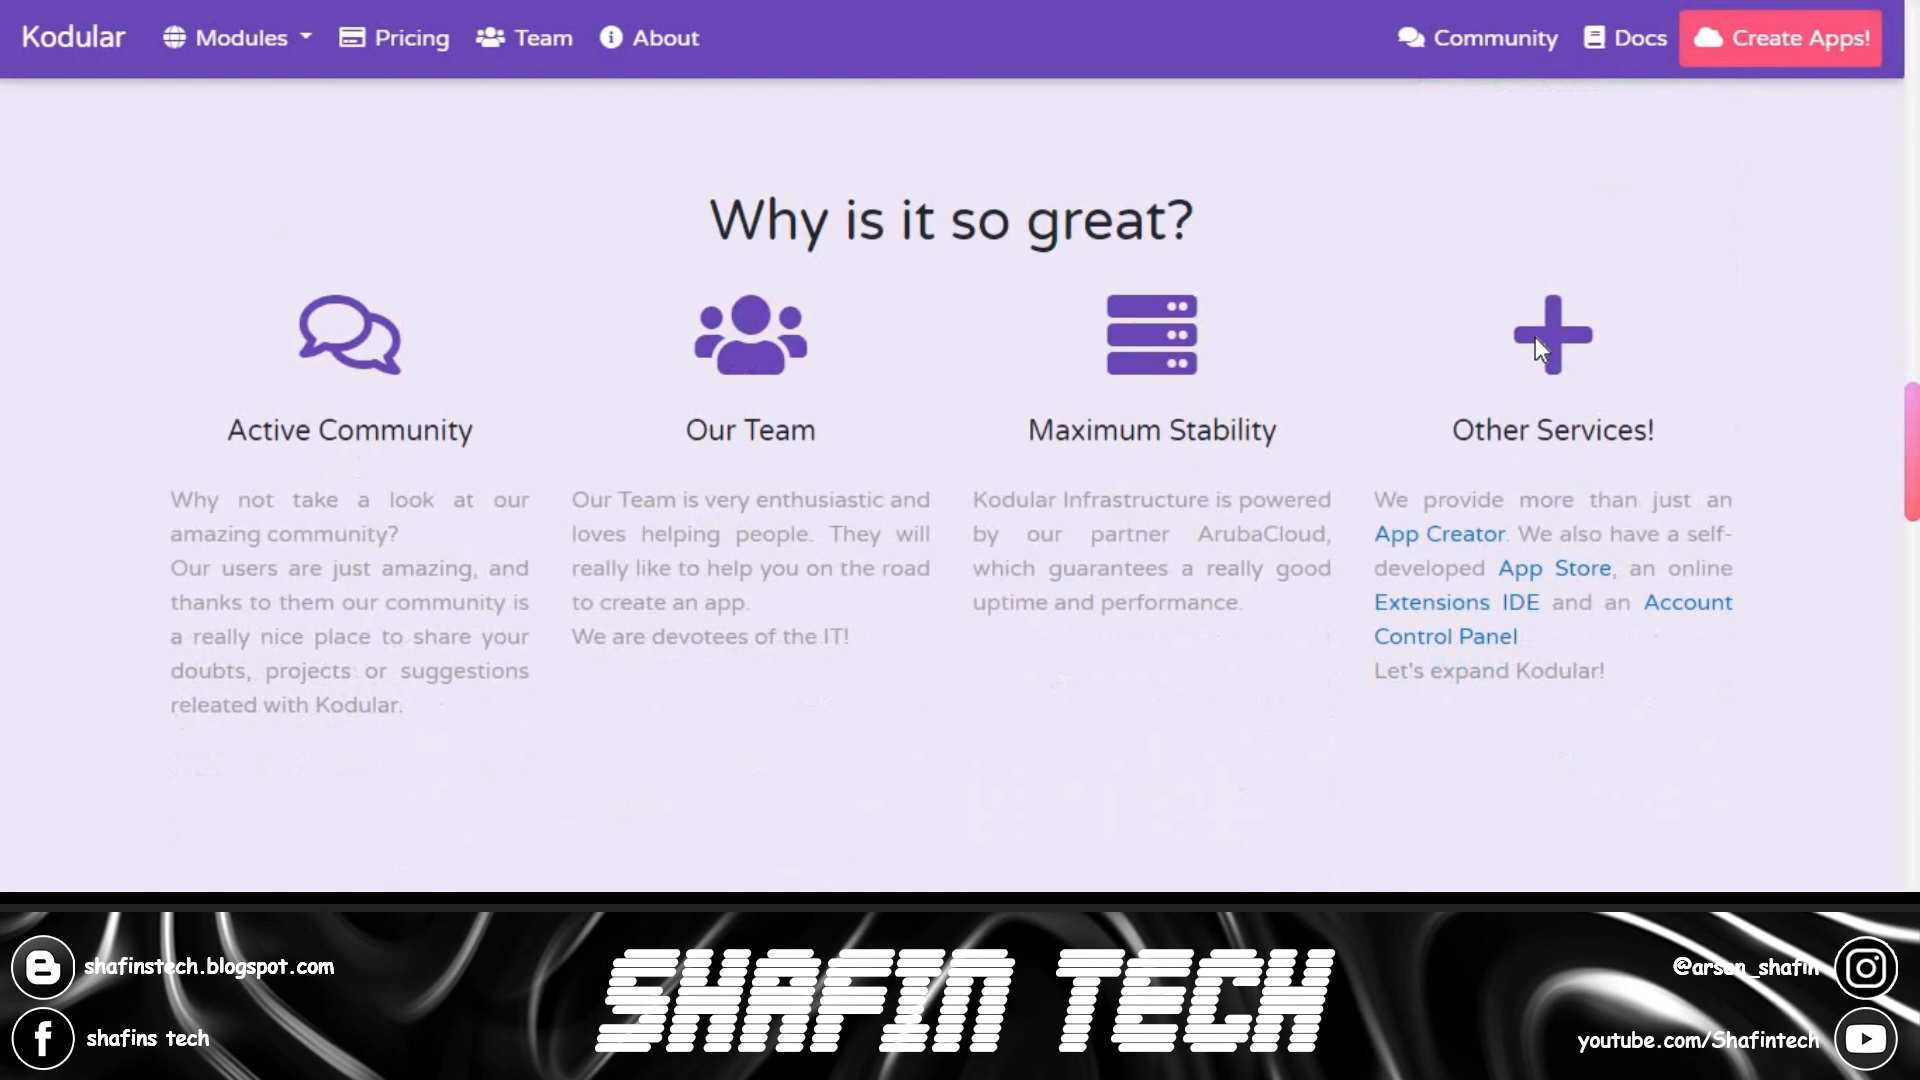 Kodular Modules Pricing Team About Community Docs Create Apps!
Why is it so great?
Active Community
Why not take a look at our
amazing community?
Our users are just amazing, and
thanks to them our community is
a really nice place to share your
doubts, projects or suggestions
releated with Kodular.
Our Team
Our Team is very enthusiastic and
loves helping people. They will
really like to help you on the road
to create an app.
We are devotees of the IT!
Maximum Stability
Kodular Infrastructure is powered
by our partner ArubaCloud,
which guarantees a really good
uptime and performance.
Other Services!
We provide more than just an
App Creator. We also have a self-
developed App Store, an online
Extensions IDE and an Account
Control Panel
Let's expand Kodular!
shafinstech.blogspot.com
shafins tech
SHAFIN TECH
@arsen_shafin
youtube.com/Shafintech